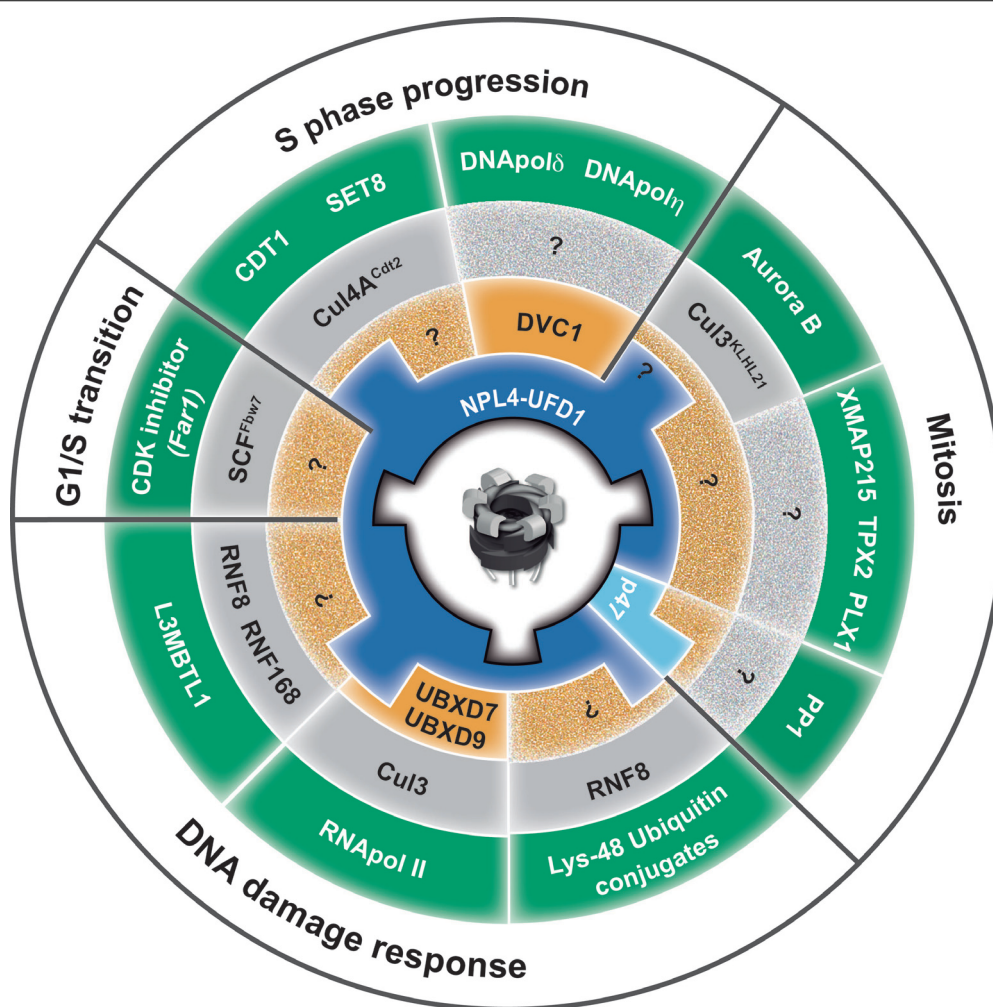 S phase progression
Mitosis
DNA damage response
G1/S transition
CDT1
SET8
DNApolδ
DNApolη
Aurora B
XMAP215 TPX2 PLX1
PP1
Lys-48 Ubiquitin
conjugates
RNApol II
L3MBTL1
CDK inhibitor
(Far1)
Cul4A^Cdt2
?
Cul3^KLHL21
?
?
RNF8
Cul3
RNF8 RNF168
SCF^Fbw7
?
DVC1
?
?
?
UBXD7
UBXD9
?
?
NPL4-UFD1
p47